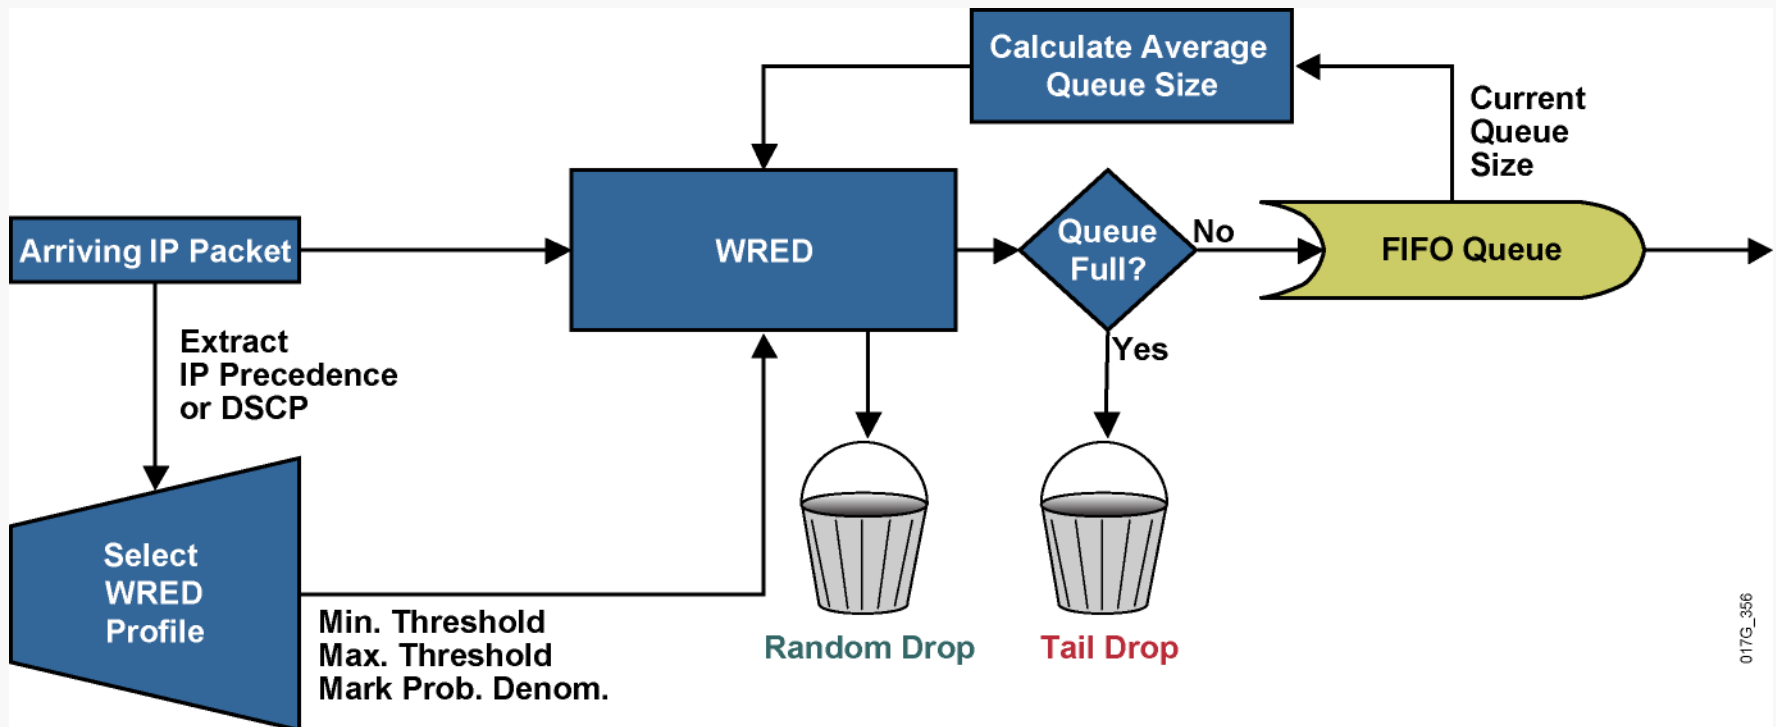 Calculate Average
Queue Size
Current
Queue
Size
Arriving IP Packet
WRED
Queue
Full?
No
FIFO Queue
Yes
Extract
IP Precedence
or DSCP
Select
WRED
Profile
Min. Threshold
Max. Threshold
Mark Prob. Denom.
Random Drop
Tail Drop
017G_356